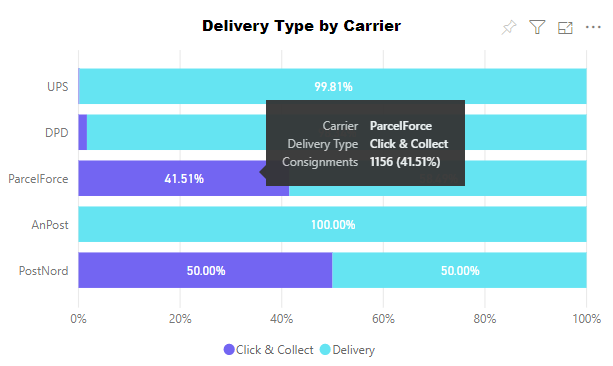 Delivery Type by Carrier
UPS 99.81%
Carrier ParcelForce
DPD
Delivery Type Click & Collect
Consignments 1156 (41.51%)
ParcelForce 41.51%
AnPost 100.00%
PostNord 50.00% 50.00%
0% 20% 40% 60% 80% 100%
Click & Collect Delivery